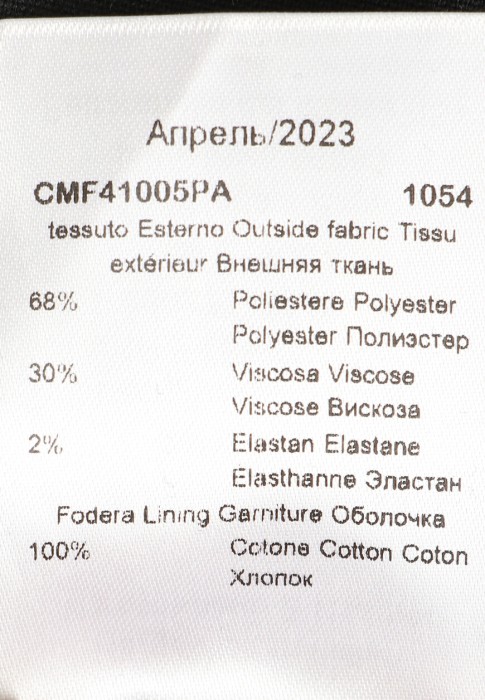 Апрель/2023
CMF41005PA 1054
tessuto Esterno Outside fabric Tissu
extérieur Внешняя ткань
68% Poliestere Polyester
Polyester Полиэстер
30% Viscosa Viscose
Viscose Вискоза
2% Elastan Elastane
Elasthanne Эластан
Fodera Lining Garniture Оболочка
100% Cotone Cotton Coton
Хлопок